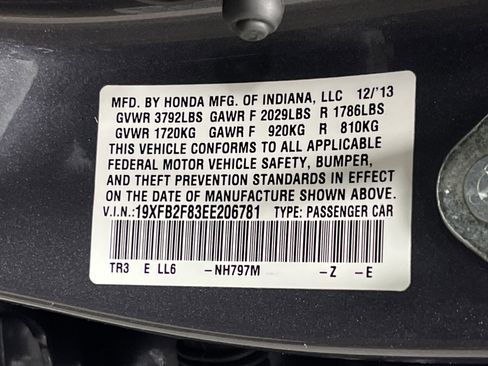 MFD. BY HONDA MFG. OF INDIANA, LLC 12/'13
GVWR 3792LBS GAWR F 2029LBS R 1786LBS
GVWR 1720KG GAWR F 920KG R 810KG
THIS VEHICLE CONFORMS TO ALL APPLICABLE
FEDERAL MOTOR VEHICLE SAFETY, BUMPER,
AND THEFT PREVENTION STANDARDS IN EFFECT
ON THE DATE OF MANUFACTURE SHOWN ABOVE.
V.I.N.:19XFB2F83EE206781 TYPE: PASSENGER CAR
TR3 E LL6 -NH797M -Z -E